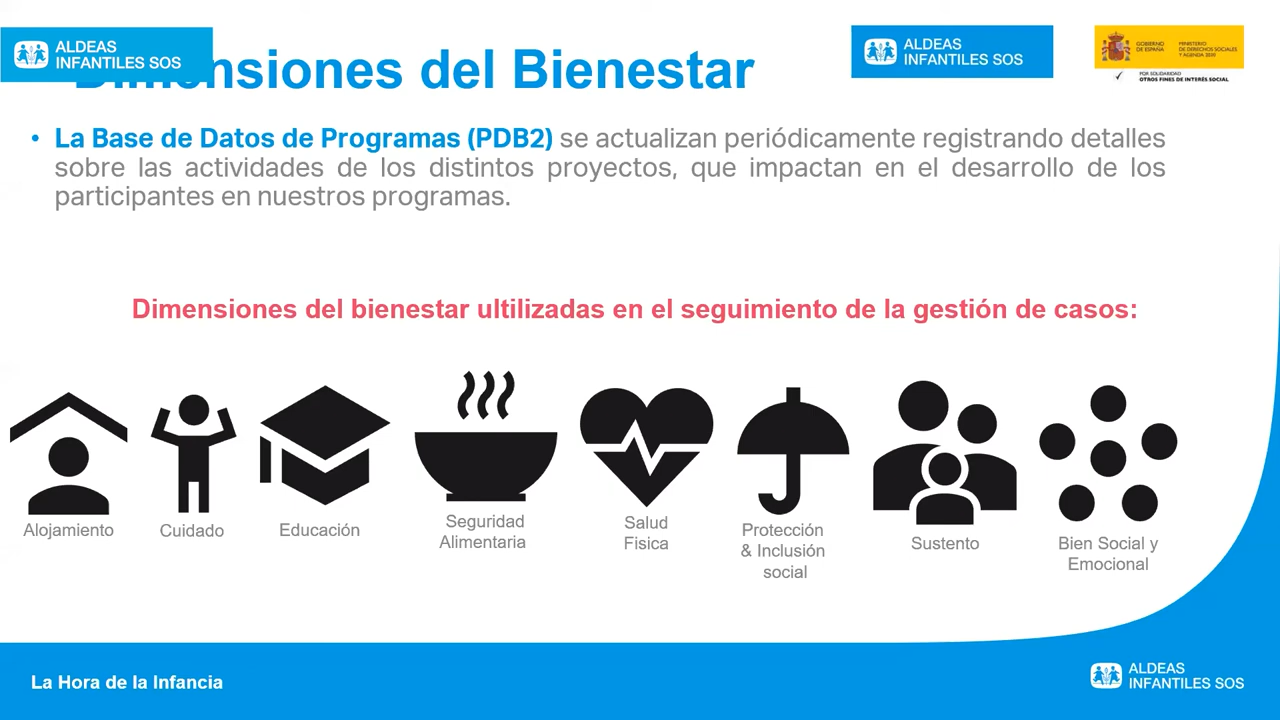 ALDEAS
INFANTILES SOS
Dimensiones del Bienestar
ALDEAS
INFANTILES SOS
GOBIERNO
DE ESPAÑA
MINISTERIO
DE DERECHOS SOCIALES
Y AGENDA 2030
POR SOLIDARIDAD
OTROS FINES DE INTERÉS SOCIAL
• La Base de Datos de Programas (PDB2) se actualizan periódicamente registrando detalles
sobre las actividades de los distintos proyectos, que impactan en el desarrollo de los
participantes en nuestros programas.
Dimensiones del bienestar ultilizadas en el seguimiento de la gestión de casos:
Alojamiento
Cuidado
Educación
Seguridad
Alimentaria
Salud
Fisica
Protección
& Inclusión
social
Sustento
Bien Social y
Emocional
La Hora de la Infancia
ALDEAS
INFANTILES SOS